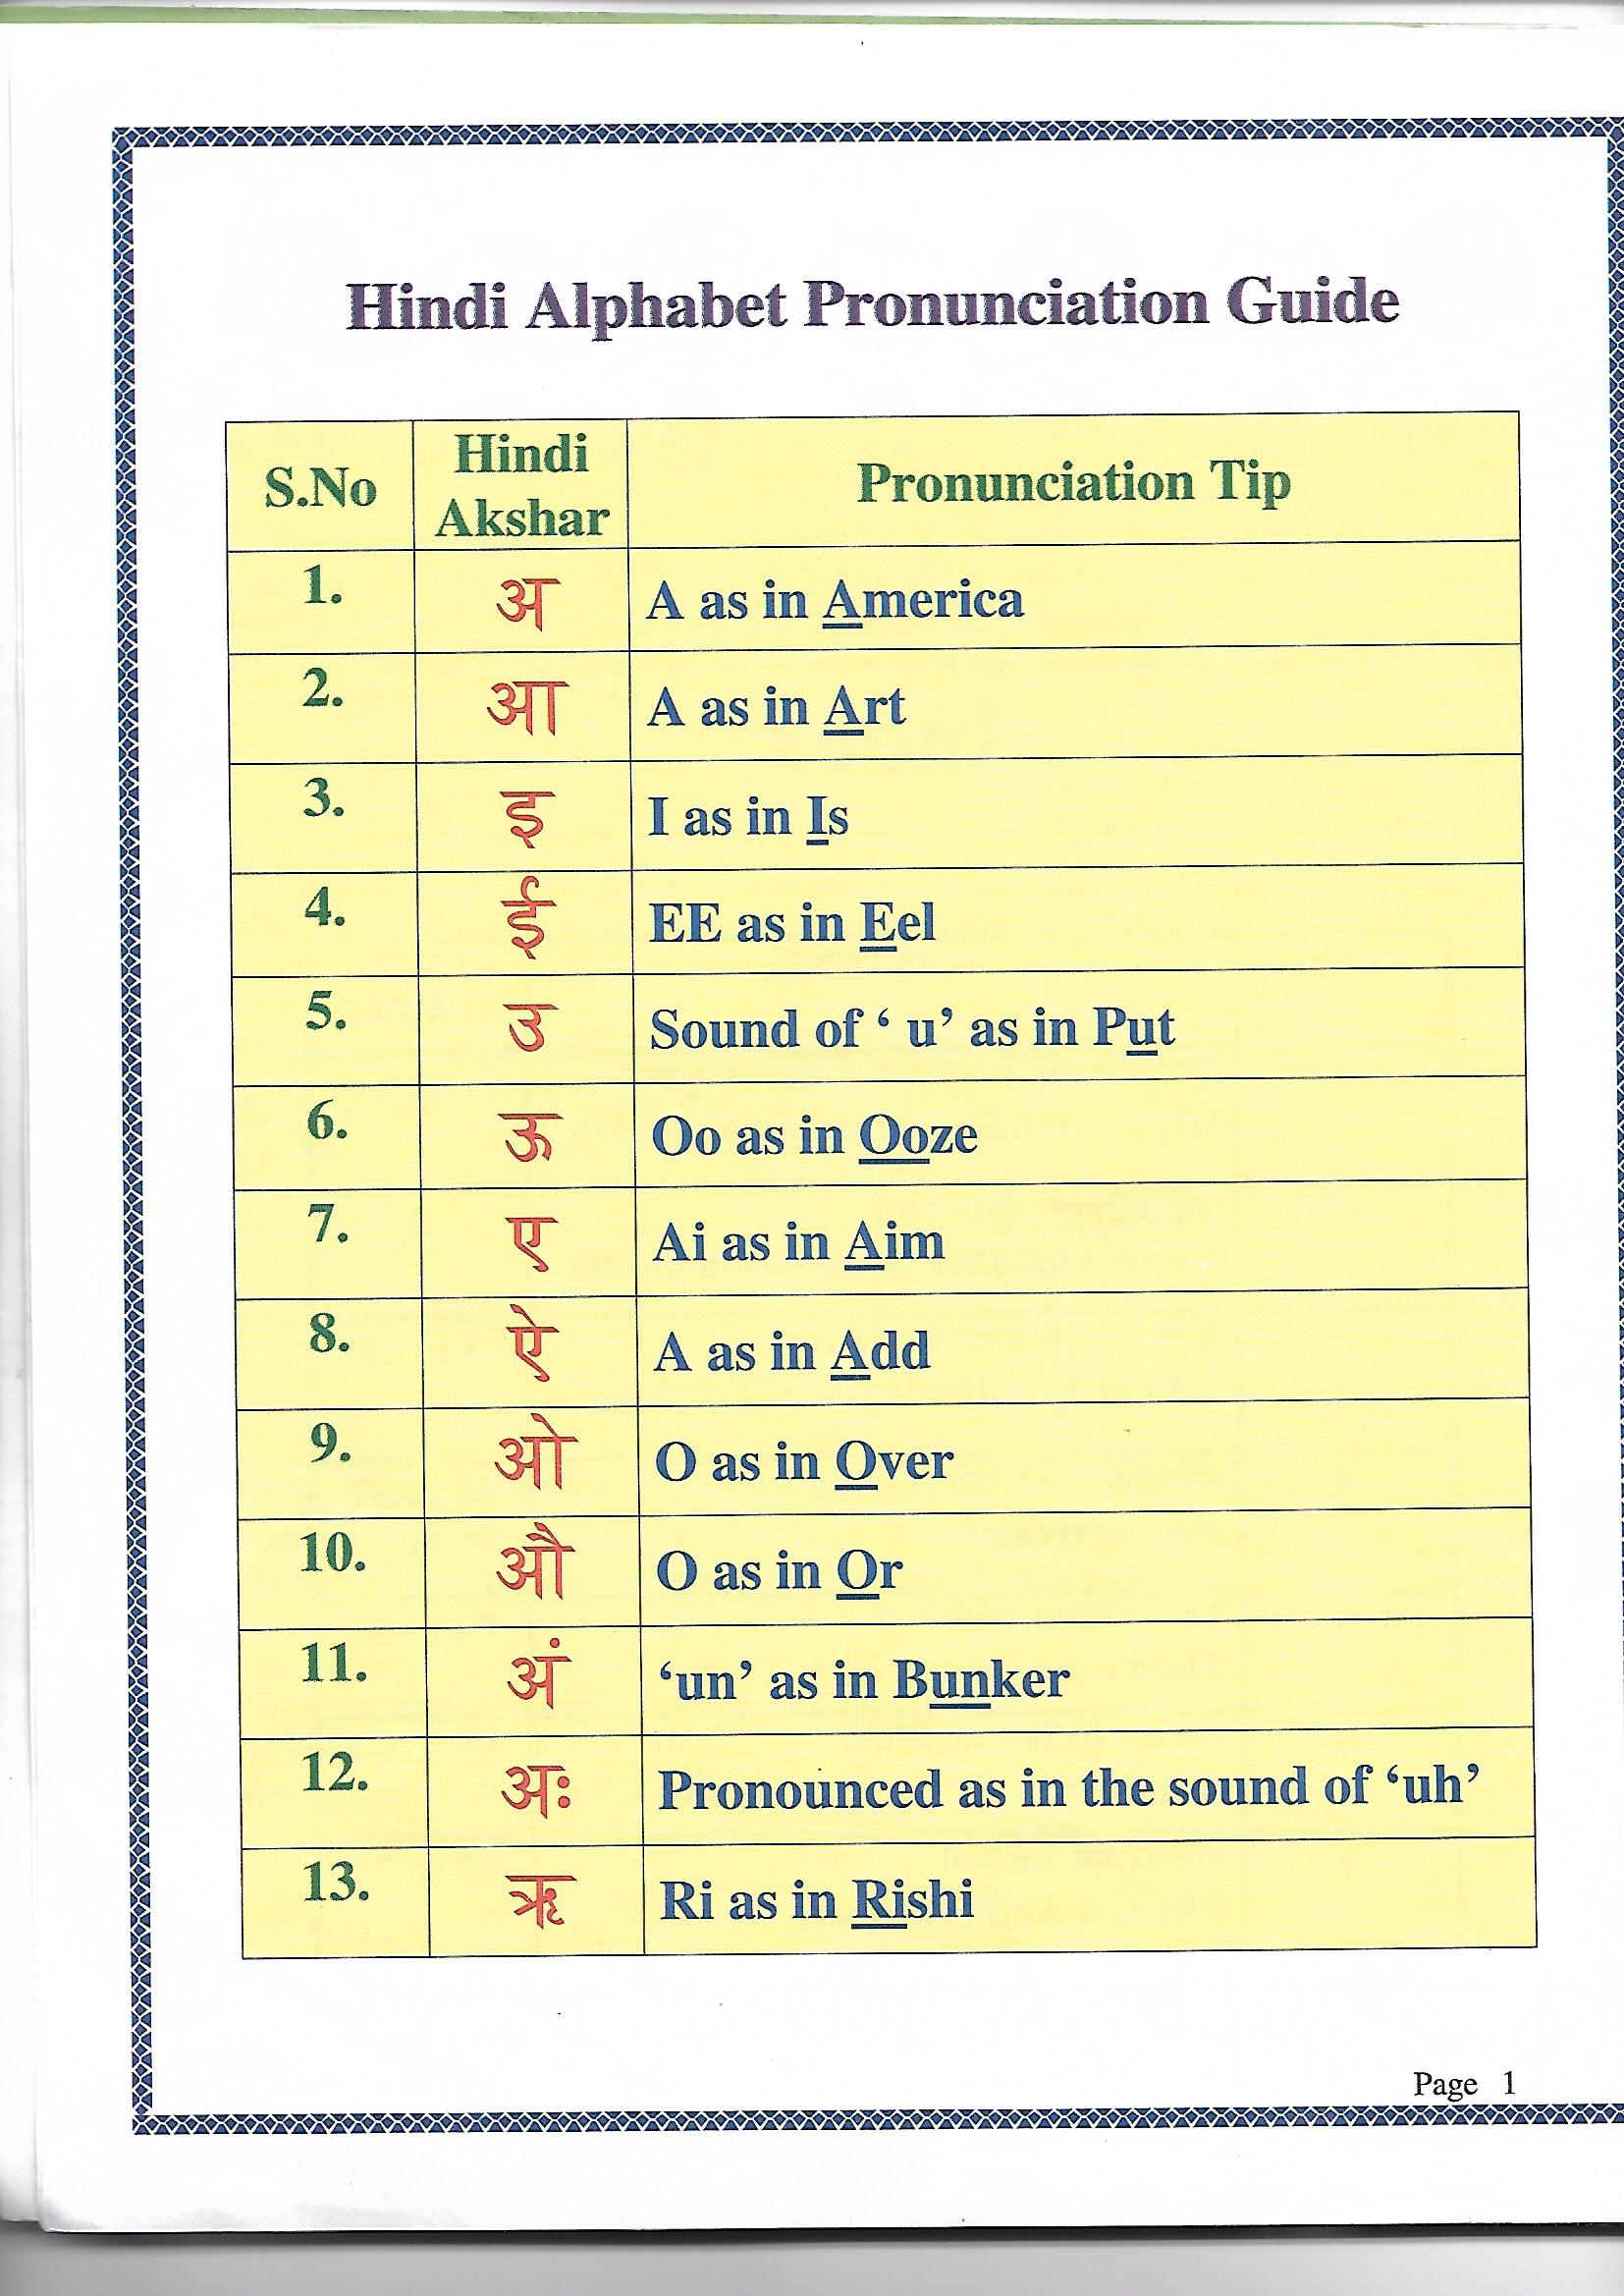 Hindi Alphabet Pronunciation Guide
S.No Hindi Akshar Pronunciation Tip
1. अ A as in America
2. आ A as in Art
3. इ I as in Is
4. ई EE as in Eel
5. उ Sound of ‘ u’ as in Put
6. ऊ Oo as in Ooze
7. ए Ai as in Aim
8. ऐ A as in Add
9. ओ O as in Over
10. औ O as in Or
11. अं ‘un’ as in Bunker
12. अः Pronounced as in the sound of ‘uh’
13. ऋ Ri as in Rishi
Page 1